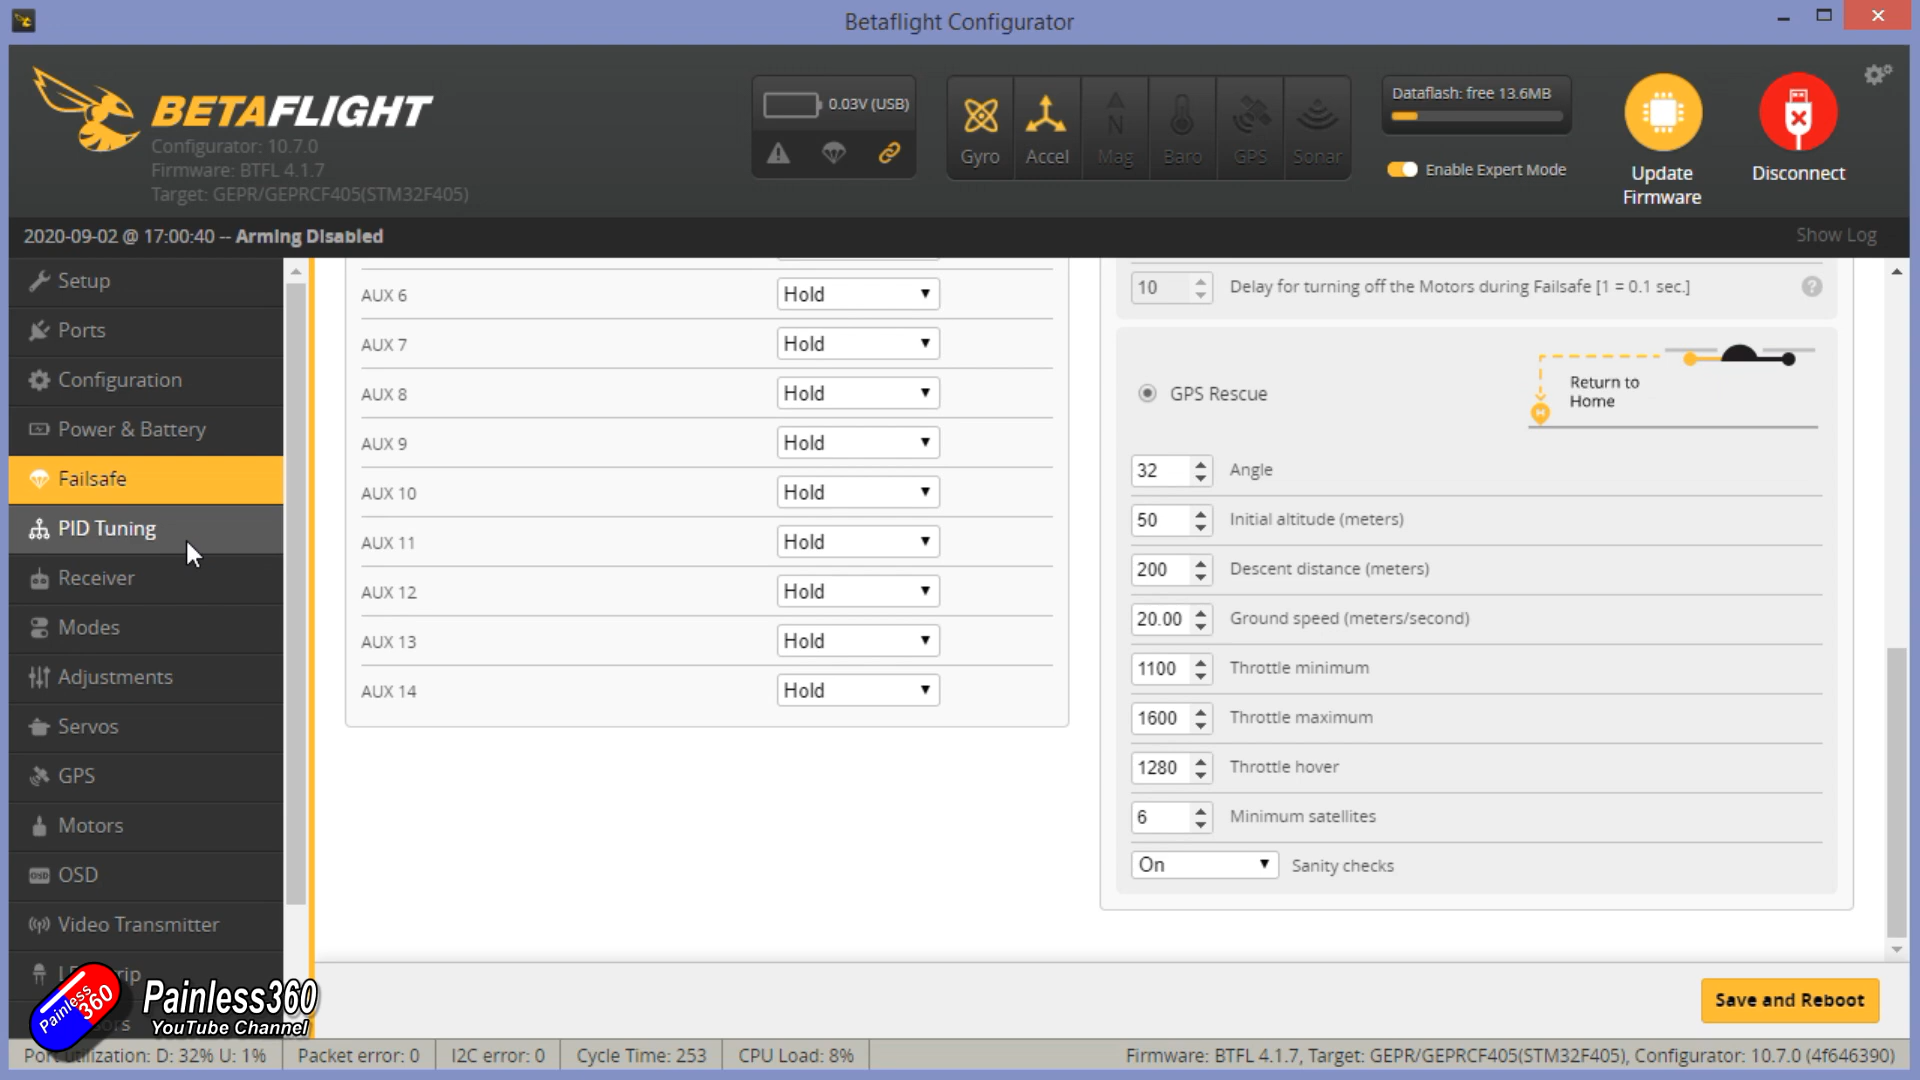 Betaflight Configurator
BETAFLIGHT
Configurator: 10.7.0
Firmware: BTFL 4.1.7
Target: GEPR/GEPRCF405(STM32F405)
0.03V (USB)
Gyro
Accel
Mag
Baro
GPS
Sonar
Dataflash: free 13.6MB
Enable Expert Mode
Update
Firmware
Disconnect
2020-09-02 @ 17:00:40 -- Arming Disabled
Show Log
Setup
Ports
Configuration
Power & Battery
Failsafe
PID Tuning
Receiver
Modes
Adjustments
Servos
GPS
Motors
OSD OSD
Video Transmitter
AUX 6 Hold
AUX 7 Hold
AUX 8 Hold
AUX 9 Hold
AUX 10 Hold
AUX 11 Hold
AUX 12 Hold
AUX 13 Hold
AUX 14 Hold
10 Delay for turning off the Motors during Failsafe [1 = 0.1 sec.] ?
GPS Rescue
Return to
Home
H
32 Angle
50 Initial altitude (meters)
200 Descent distance (meters)
20.00 Ground speed (meters/second)
1100 Throttle minimum
1600 Throttle maximum
1280 Throttle hover
6 Minimum satellites
On Sanity checks
Save and Reboot
Painless360
Painless360
YouTube Channel
Port utilization: D: 32% U: 1%
Packet error: 0
I2C error: 0
Cycle Time: 253
CPU Load: 8%
Firmware: BTFL 4.1.7, Target: GEPR/GEPRCF405(STM32F405), Configurator: 10.7.0 (4f646390)